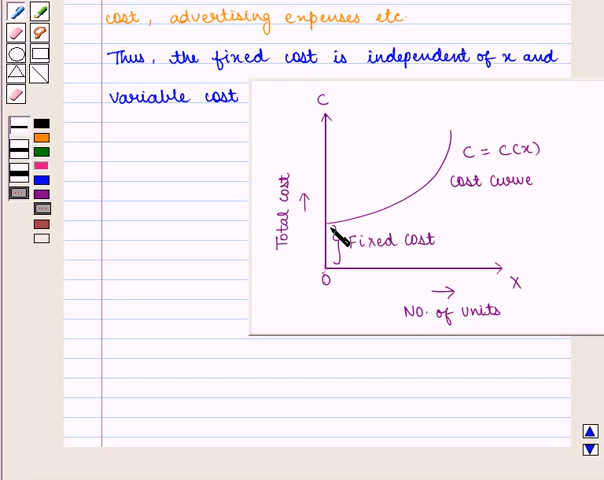 cost, advertising expenses etc.
Thus, the fixed cost is independent of x and
variable cost
C
C = C(x)
cost curve
Total cost
Fixed cost
O
X
No. of units